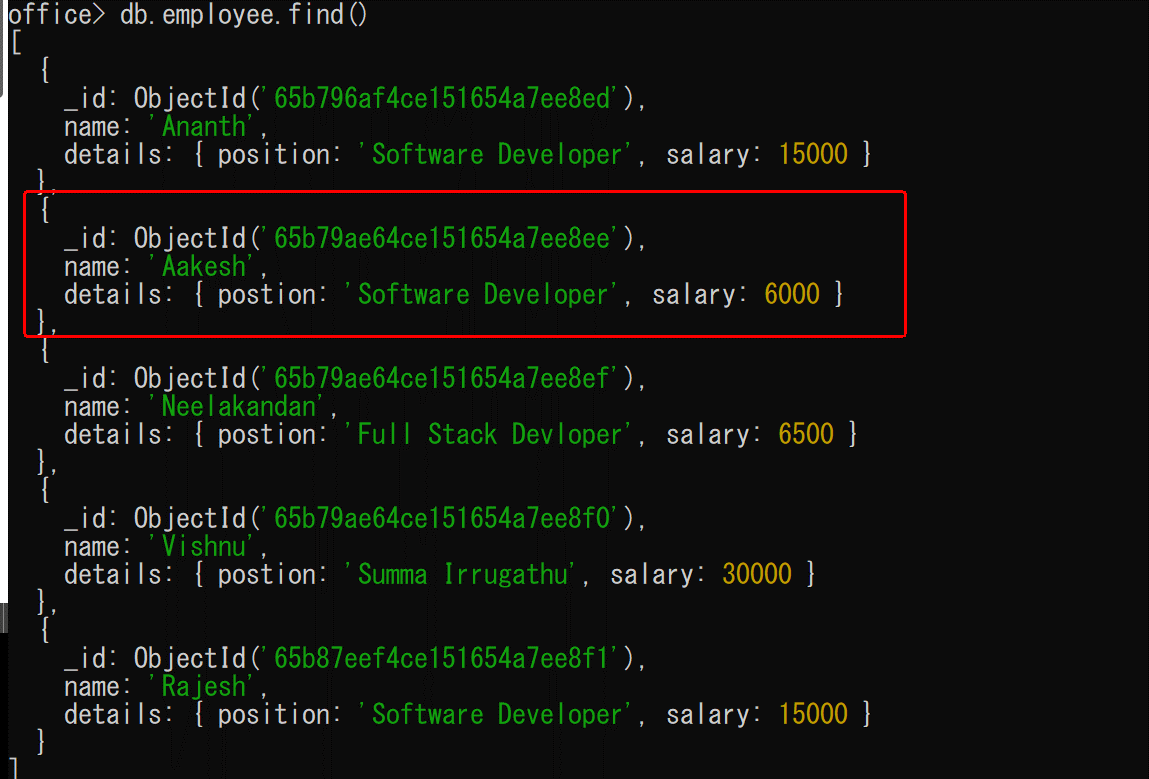 office> db.employee.find()
[
  {
    _id: ObjectId('65b796af4ce151654a7ee8ed'),
    name: 'Ananth',
    details: { position: 'Software Developer', salary: 15000 }
  },
  {
    _id: ObjectId('65b79ae64ce151654a7ee8ee'),
    name: 'Aakesh',
    details: { postion: 'Software Developer', salary: 6000 }
  },
  {
    _id: ObjectId('65b79ae64ce151654a7ee8ef'),
    name: 'Neelakandan',
    details: { postion: 'Full Stack Devloper', salary: 6500 }
  },
  {
    _id: ObjectId('65b79ae64ce151654a7ee8f0'),
    name: 'Vishnu',
    details: { postion: 'Summa Irrugathu', salary: 30000 }
  },
  {
    _id: ObjectId('65b87eef4ce151654a7ee8f1'),
    name: 'Rajesh',
    details: { position: 'Software Developer', salary: 15000 }
  }
]